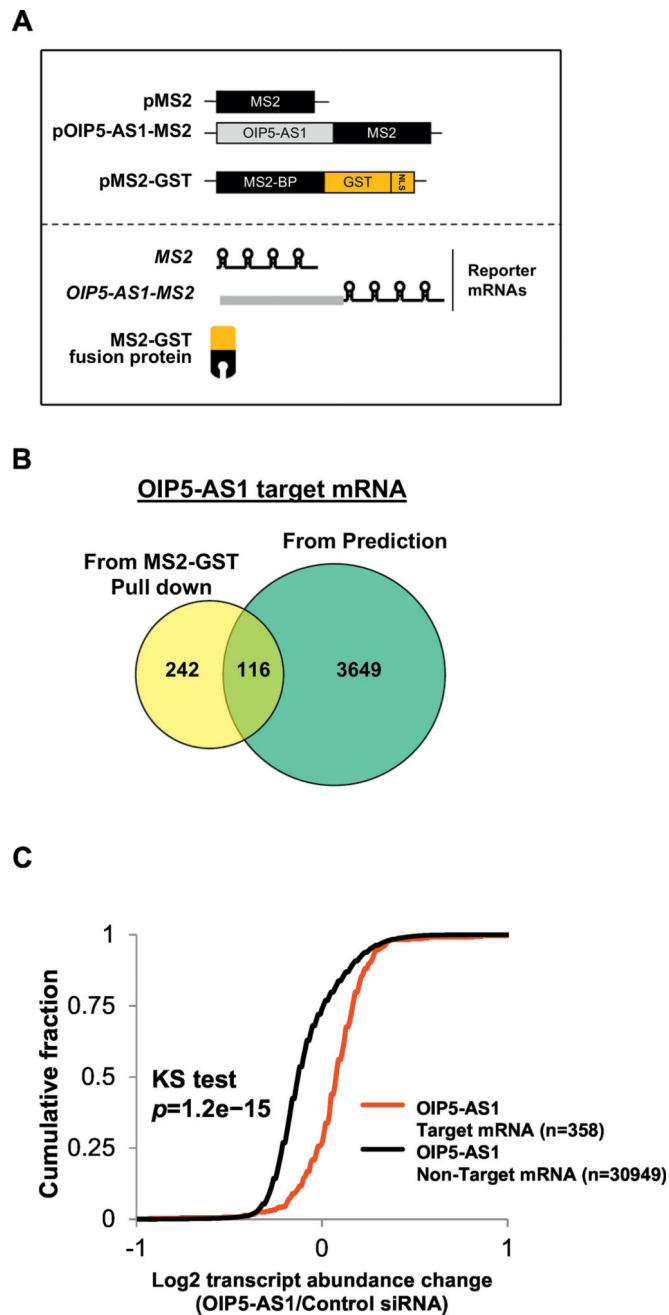 A
pMS2
MS2
pOIP5-AS1-MS2
OIP5-AS1
MS2
pMS2-GST
MS2-BP
GST
NLS
MS2
OIP5-AS1-MS2
Reporter
mRNAs
MS2-GST
fusion protein
B
OIP5-AS1 target mRNA
From MS2-GST
Pull down
From Prediction
242
116
3649
C
Cumulative fraction
1
0.75
0.5
0.25
0
KS test
p=1.2e−15
OIP5-AS1
Target mRNA (n=358)
OIP5-AS1
Non-Target mRNA (n=30949)
-1
0
1
Log2 transcript abundance change
(OIP5-AS1/Control siRNA)